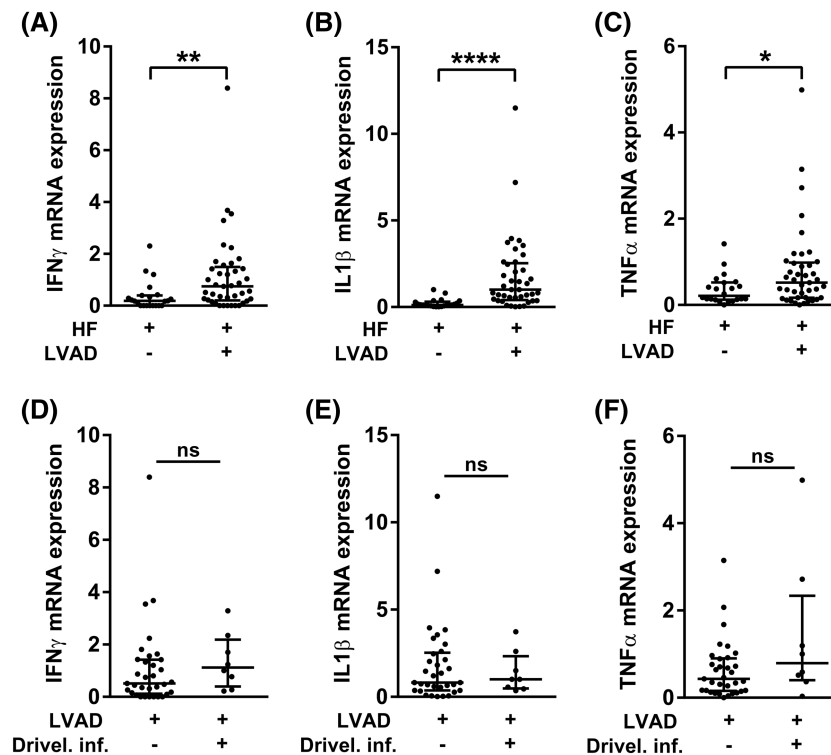 (A)
IFNγ mRNA expression
10
8
6
4
2
0
**
HF + +
LVAD - +
(B)
IL1β mRNA expression
15
10
5
0
****
HF + +
LVAD - +
(C)
TNFα mRNA expression
6
4
2
0
*
HF + +
LVAD - +
(D)
IFNγ mRNA expression
10
8
6
4
2
0
ns
LVAD + +
Drivel. inf. - +
(E)
IL1β mRNA expression
15
10
5
0
ns
LVAD + +
Drivel. inf. - +
(F)
TNFα mRNA expression
6
4
2
0
ns
LVAD + +
Drivel. inf. - +